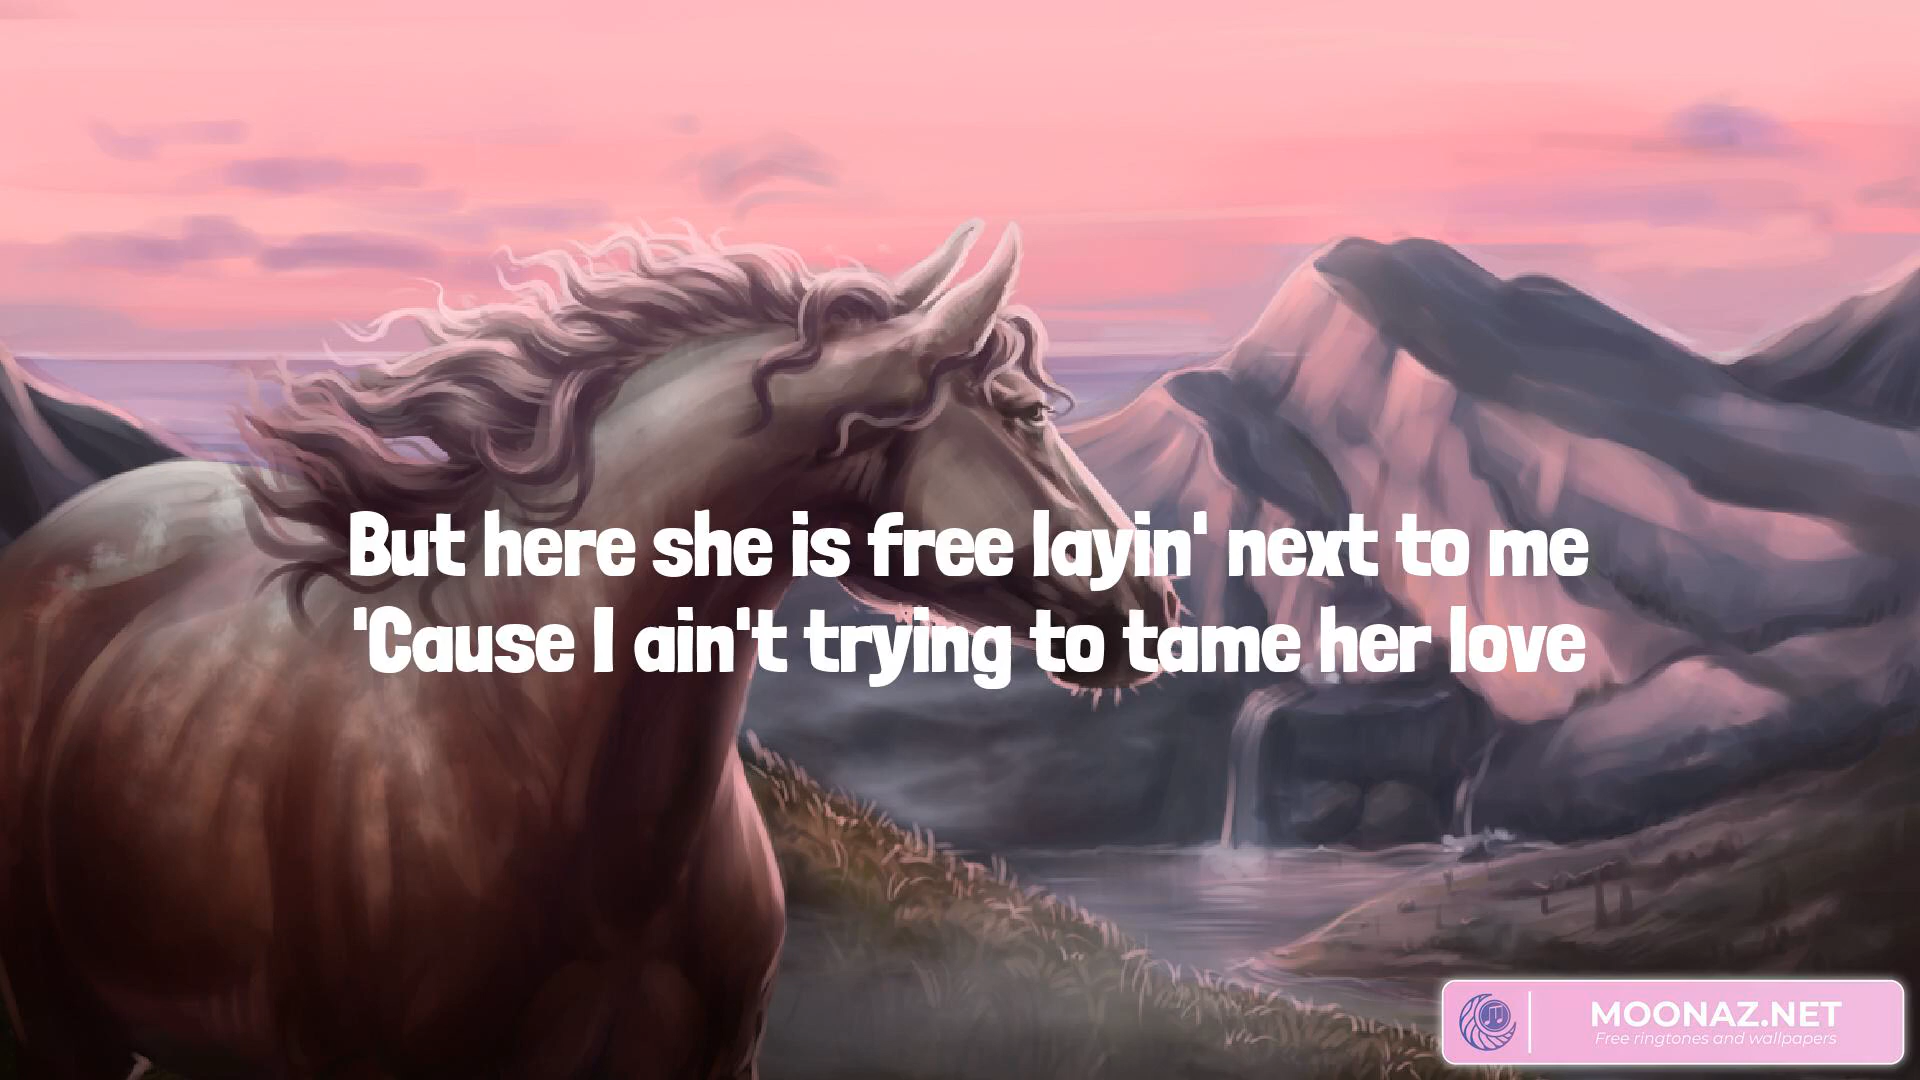 But here she is free layin' next to me
'Cause I ain't trying to tame her love
MOONAZ.NET
Free ringtones and wallpapers